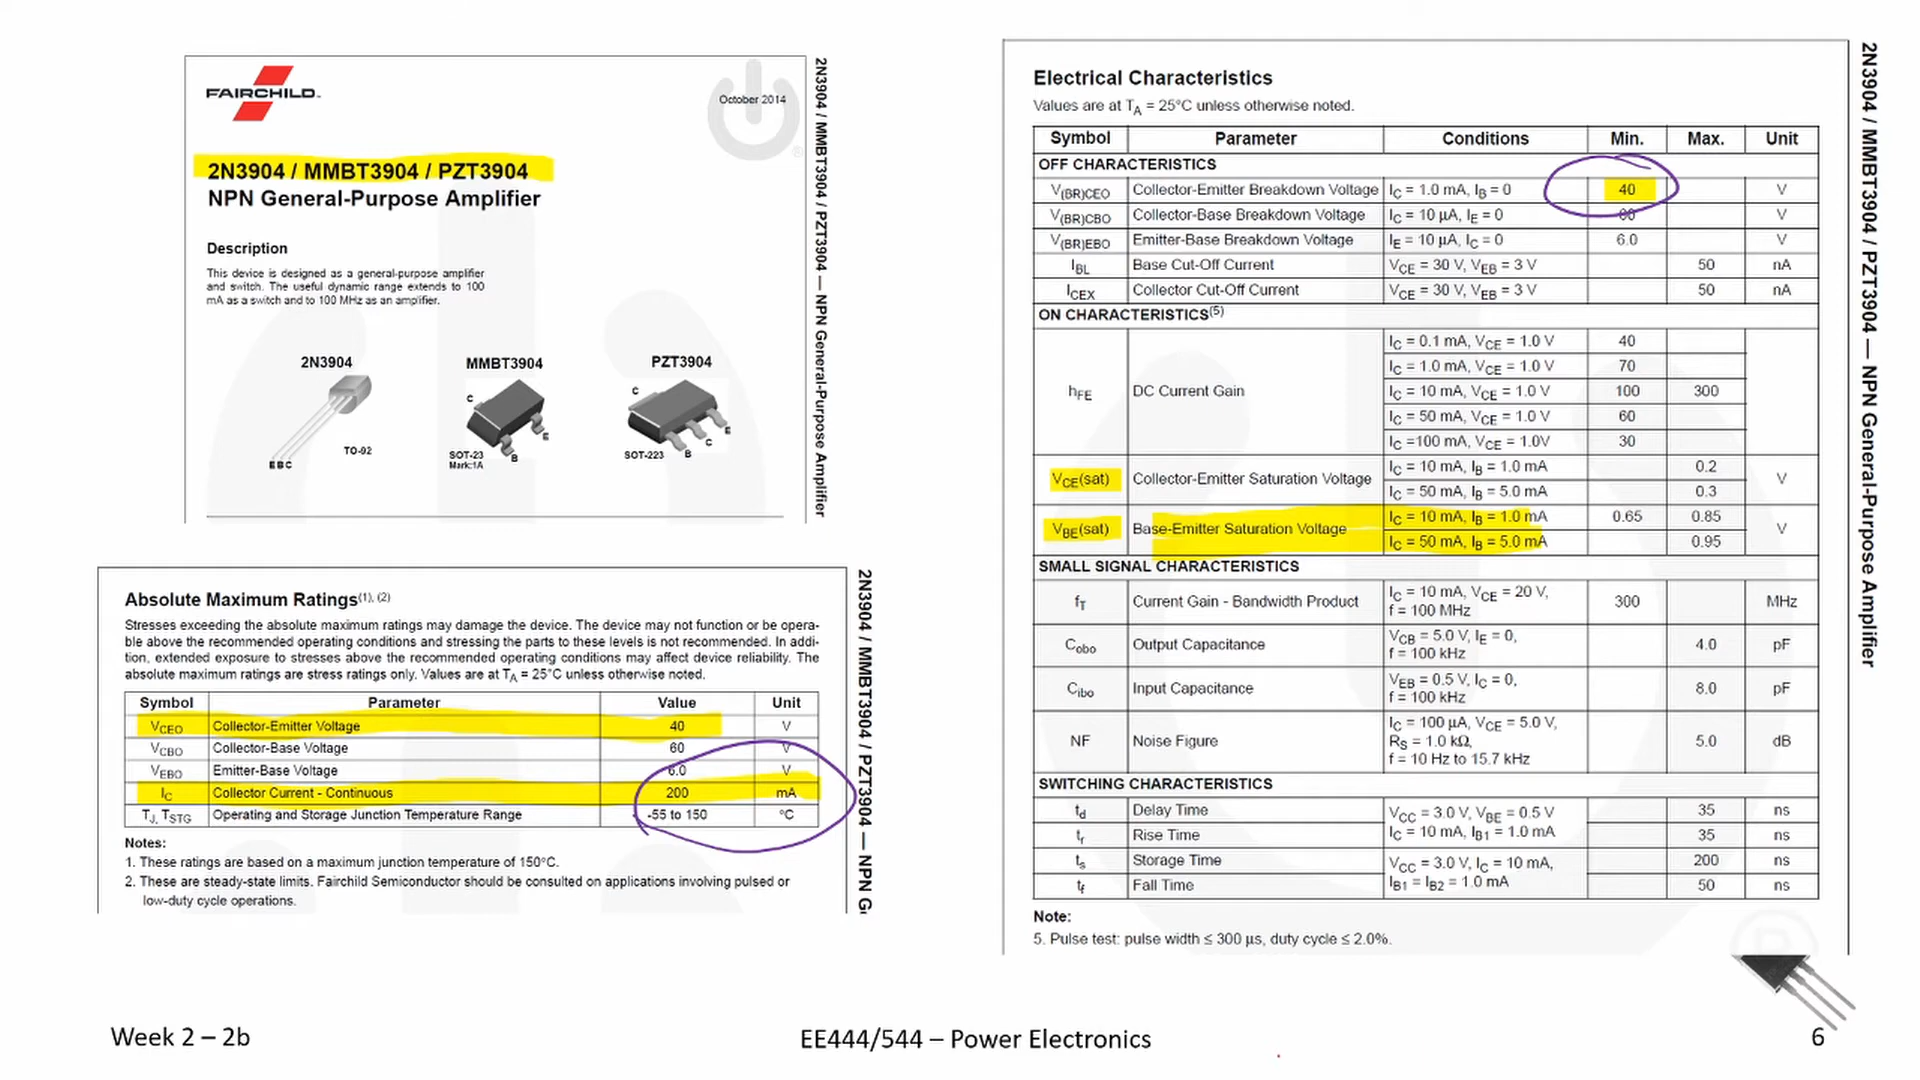 FAIRCHILD
October 2014
2N3904 / MMBT3904 / PZT3904
NPN General-Purpose Amplifier
Description
This device is designed as a general-purpose amplifier
and switch. The useful dynamic range extends to 100
mA as a switch and to 100 MHz as an amplifier.
2N3904 MMBT3904 PZT3904
C C
E E
EBC TO-92 SOT-23 B SOT-223 B C
Mark:1A
2N3904 / MMBT3904 / PZT3904 — NPN General-Purpose Amplifier
Absolute Maximum Ratings(1), (2)
Stresses exceeding the absolute maximum ratings may damage the device. The device may not function or be opera-
ble above the recommended operating conditions and stressing the parts to these levels is not recommended. In addi-
tion, extended exposure to stresses above the recommended operating conditions may affect device reliability. The
absolute maximum ratings are stress ratings only. Values are at TA = 25°C unless otherwise noted.
Symbol Parameter Value Unit
VCEO Collector-Emitter Voltage 40 V
VCBO Collector-Base Voltage 60 V
VEBO Emitter-Base Voltage 6.0 V
IC Collector Current - Continuous 200 mA
TJ, TSTG Operating and Storage Junction Temperature Range -55 to 150 °C
Notes:
1. These ratings are based on a maximum junction temperature of 150°C.
2. These are steady-state limits. Fairchild Semiconductor should be consulted on applications involving pulsed or
low-duty cycle operations.
2N3904 / MMBT3904 / PZT3904 — NPN G
Electrical Characteristics
Values are at TA = 25°C unless otherwise noted.
Symbol Parameter Conditions Min. Max. Unit
OFF CHARACTERISTICS
V(BR)CEO Collector-Emitter Breakdown Voltage IC = 1.0 mA, IB = 0 40 V
V(BR)CBO Collector-Base Breakdown Voltage IC = 10 µA, IE = 0 60 V
V(BR)EBO Emitter-Base Breakdown Voltage IE = 10 µA, IC = 0 6.0 V
IBL Base Cut-Off Current VCE = 30 V, VEB = 3 V 50 nA
ICEX Collector Cut-Off Current VCE = 30 V, VEB = 3 V 50 nA
ON CHARACTERISTICS(5)
hFE DC Current Gain IC = 0.1 mA, VCE = 1.0 V 40
IC = 1.0 mA, VCE = 1.0 V 70
IC = 10 mA, VCE = 1.0 V 100 300
IC = 50 mA, VCE = 1.0 V 60
IC =100 mA, VCE = 1.0V 30
VCE(sat) Collector-Emitter Saturation Voltage IC = 10 mA, IB = 1.0 mA 0.2 V
IC = 50 mA, IB = 5.0 mA 0.3
VBE(sat) Base-Emitter Saturation Voltage IC = 10 mA, IB = 1.0 mA 0.65 0.85 V
IC = 50 mA, IB = 5.0 mA 0.95
SMALL SIGNAL CHARACTERISTICS
fT Current Gain - Bandwidth Product IC = 10 mA, VCE = 20 V, 300 MHz
f = 100 MHz
Cobo Output Capacitance VCB = 5.0 V, IE = 0, 4.0 pF
f = 100 kHz
Cibo Input Capacitance VEB = 0.5 V, IC = 0, 8.0 pF
f = 100 kHz
NF Noise Figure IC = 100 µA, VCE = 5.0 V, 5.0 dB
RS = 1.0 kΩ,
f = 10 Hz to 15.7 kHz
SWITCHING CHARACTERISTICS
td Delay Time VCC = 3.0 V, VBE = 0.5 V 35 ns
tr Rise Time IC = 10 mA, IB1 = 1.0 mA 35 ns
ts Storage Time VCC = 3.0 V, IC = 10 mA, 200 ns
tf Fall Time IB1 = IB2 = 1.0 mA 50 ns
Note:
5. Pulse test: pulse width ≤ 300 µs, duty cycle ≤ 2.0%.
2N3904 / MMBT3904 / PZT3904 — NPN General-Purpose Amplifier
Week 2 – 2b
EE444/544 – Power Electronics
6